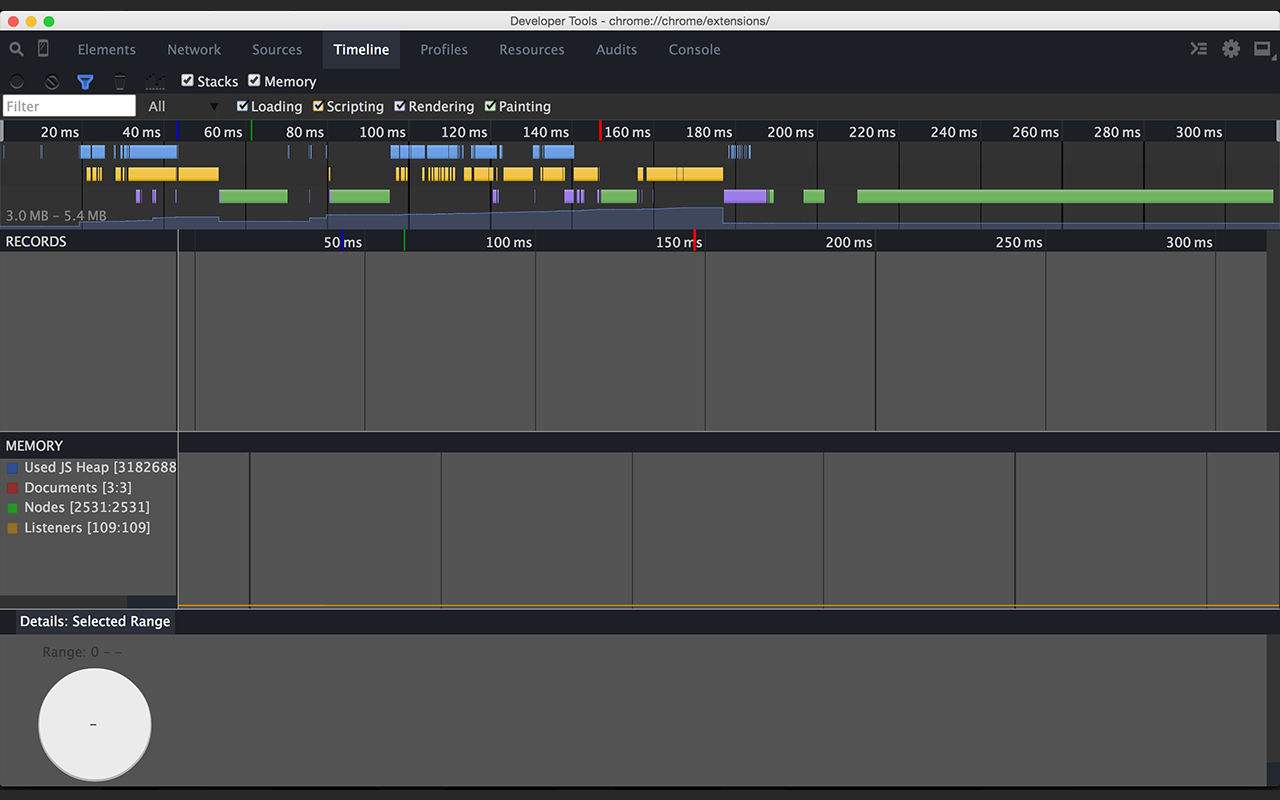 Developer Tools - chrome://chrome/extensions/
Elements Network Sources Timeline Profiles Resources Audits Console
Stacks Memory
Filter All Loading Scripting Rendering Painting
20 ms 40 ms 60 ms 80 ms 100 ms 120 ms 140 ms 160 ms 180 ms 200 ms 220 ms 240 ms 260 ms 280 ms 300 ms
3.0 MB – 5.4 MB
RECORDS 50 ms 100 ms 150 ms 200 ms 250 ms 300 ms
MEMORY
Used JS Heap [3182688
Documents [3:3]
Nodes [2531:2531]
Listeners [109:109]
Details: Selected Range
Range: 0 – –
–